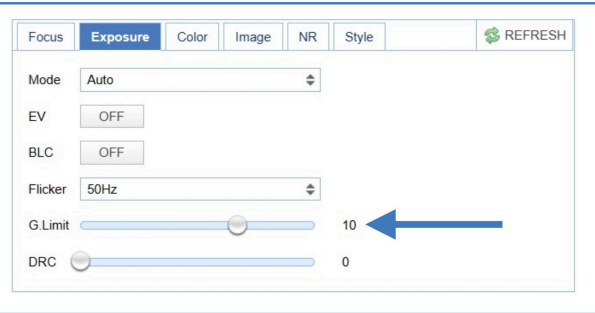 Focus Exposure Color Image NR Style REFRESH
Mode Auto
EV OFF
BLC OFF
Flicker 50Hz
G.Limit 10
DRC 0